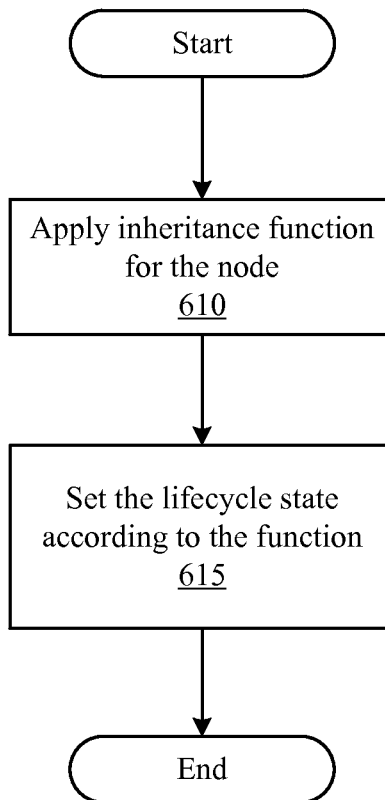 Start
Apply inheritance function
for the node
610
Set the lifecycle state
according to the function
615
End